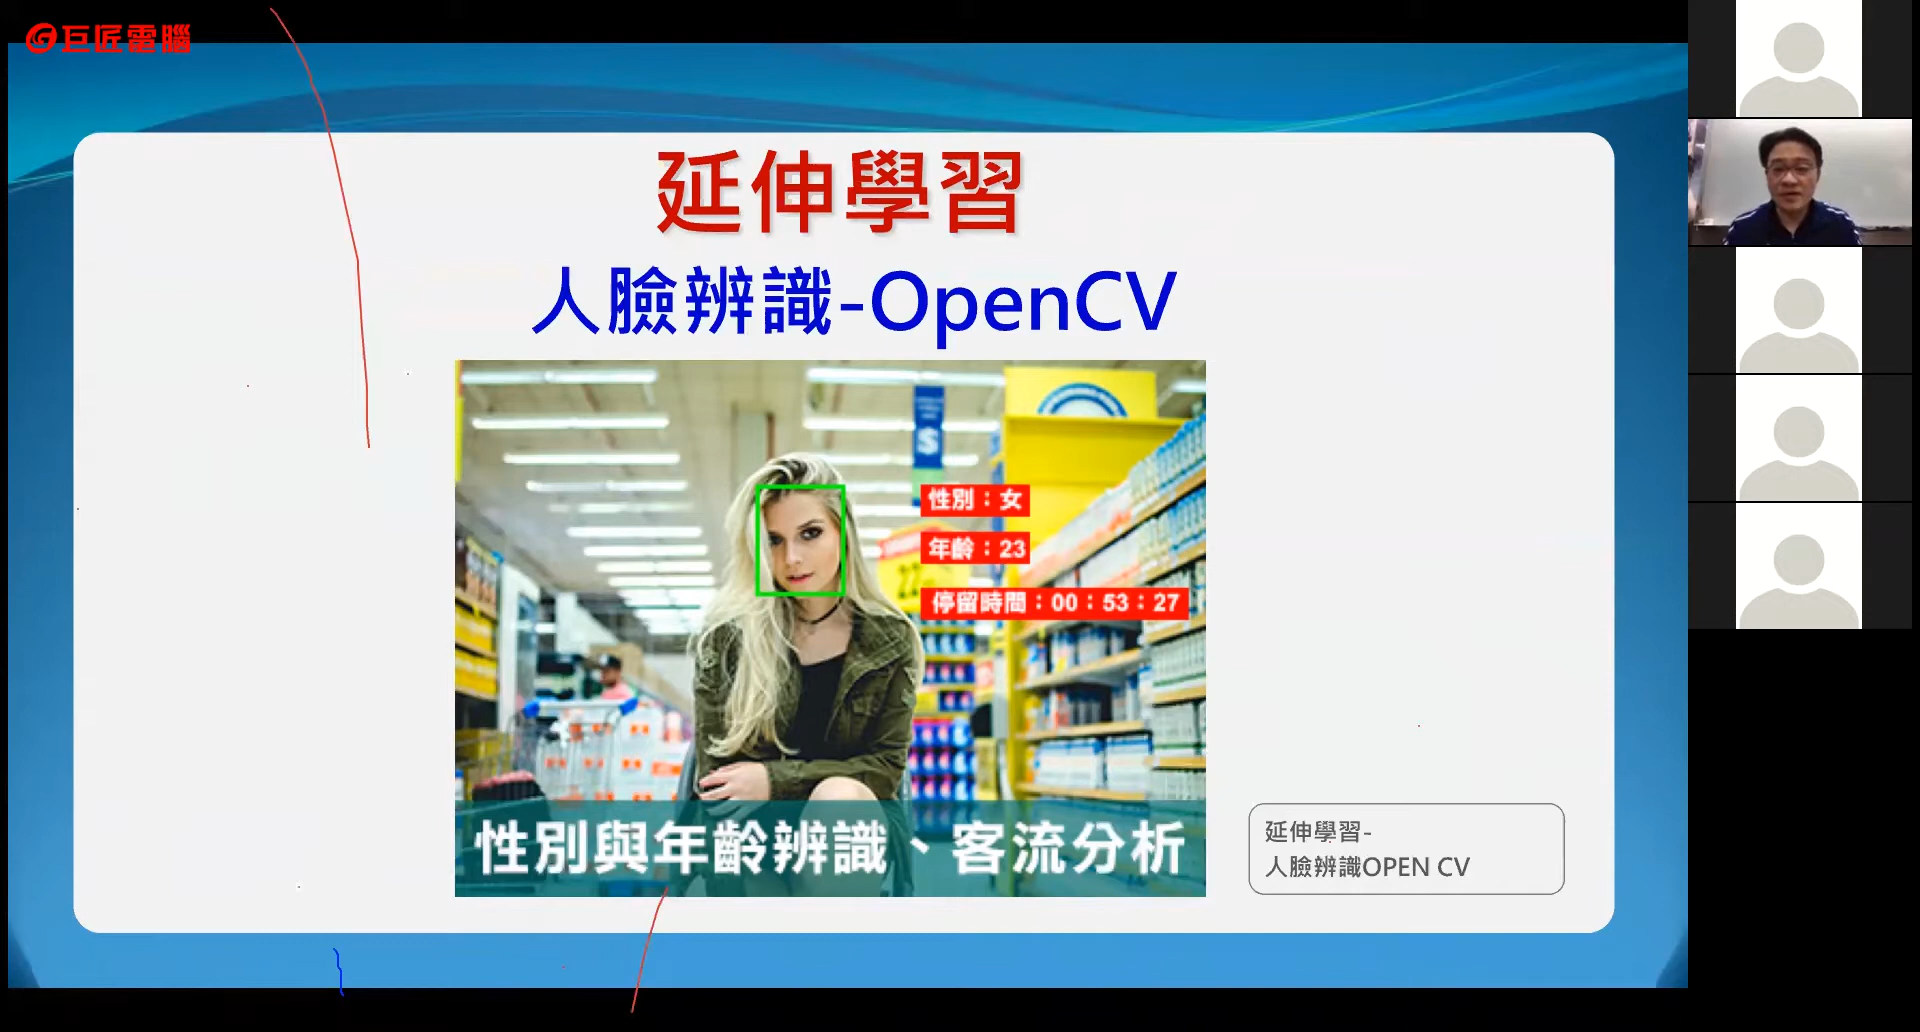 巨匠電腦
延伸學習
人臉辨識-OpenCV
S
性別：女
年齡：23
停留時間：00：53：27
性別與年齡辨識、客流分析
延伸學習-
人臉辨識OPEN CV